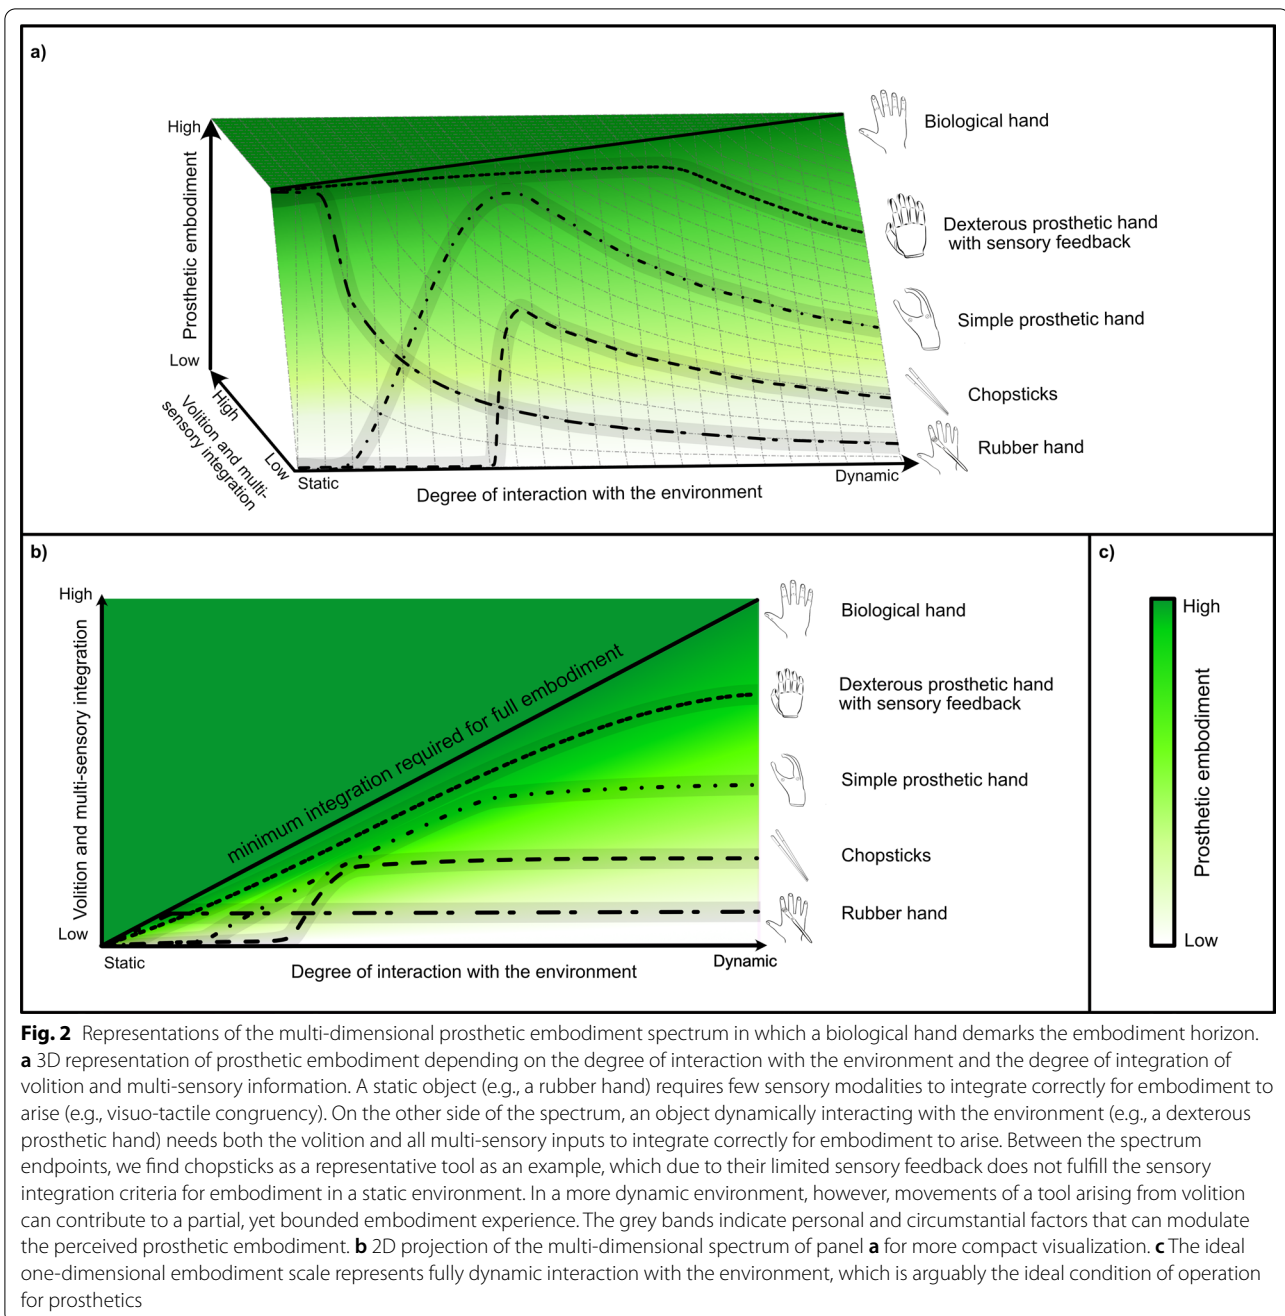 a)
High
Prosthetic embodiment
Low
High
Volition and multi-
sensory integration
Low
Static
Degree of interaction with the environment
Dynamic
Biological hand
Dexterous prosthetic hand
with sensory feedback
Simple prosthetic hand
Chopsticks
Rubber hand
b)
High
Volition and multi-sensory integration
Low
minimum integration required for full embodiment
Static
Degree of interaction with the environment
Dynamic
Biological hand
Dexterous prosthetic hand
with sensory feedback
Simple prosthetic hand
Chopsticks
Rubber hand
c)
High
Prosthetic embodiment
Low
Fig. 2 Representations of the multi-dimensional prosthetic embodiment spectrum in which a biological hand demarks the embodiment horizon.
a 3D representation of prosthetic embodiment depending on the degree of interaction with the environment and the degree of integration of
volition and multi-sensory information. A static object (e.g., a rubber hand) requires few sensory modalities to integrate correctly for embodiment to
arise (e.g., visuo-tactile congruency). On the other side of the spectrum, an object dynamically interacting with the environment (e.g., a dexterous
prosthetic hand) needs both the volition and all multi-sensory inputs to integrate correctly for embodiment to arise. Between the spectrum
endpoints, we find chopsticks as a representative tool as an example, which due to their limited sensory feedback does not fulfill the sensory
integration criteria for embodiment in a static environment. In a more dynamic environment, however, movements of a tool arising from volition
can contribute to a partial, yet bounded embodiment experience. The grey bands indicate personal and circumstantial factors that can modulate
the perceived prosthetic embodiment. b 2D projection of the multi-dimensional spectrum of panel a for more compact visualization. c The ideal
one-dimensional embodiment scale represents fully dynamic interaction with the environment, which is arguably the ideal condition of operation
for prosthetics